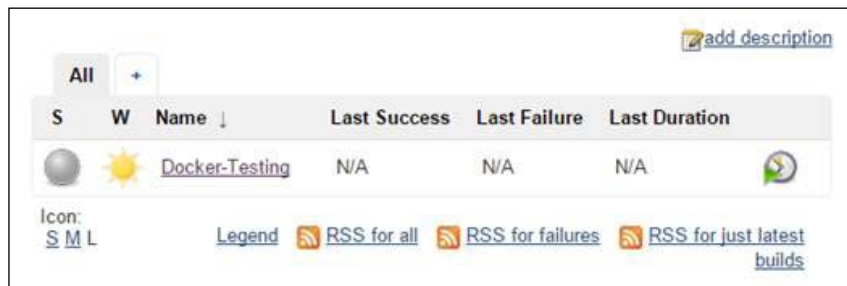 add description
All +
S W Name ↓ Last Success Last Failure Last Duration
Docker-Testing N/A N/A N/A
Icon:
S M L Legend RSS for all RSS for failures RSS for just latest
builds